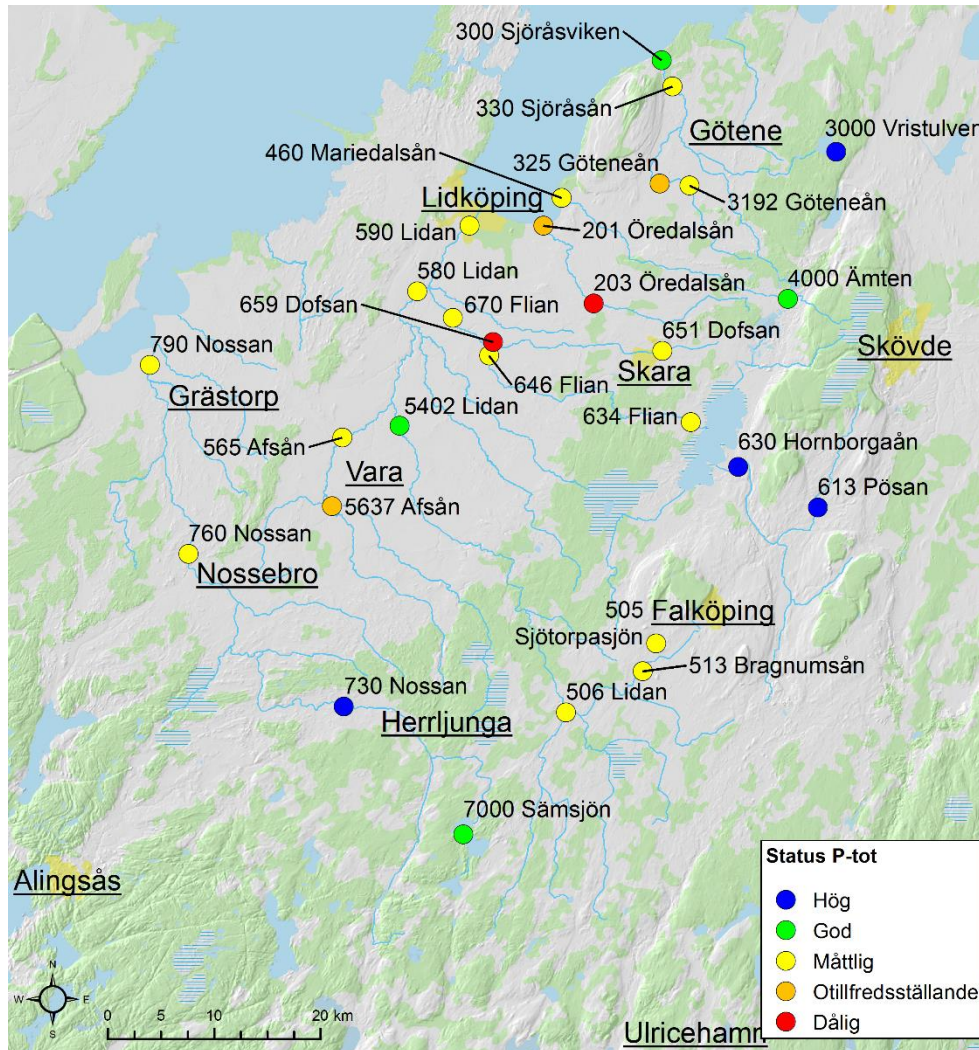 300 Sjöråsviken
330 Sjöråsån
Götene
3000 Vristulven
460 Mariedalsån
325 Göteneån
Lidköping
3192 Göteneån
590 Lidan
201 Öredalsån
580 Lidan
203 Öredalsån
4000 Ämten
659 Dofsan
670 Flian
651 Dofsan
Skövde
790 Nossan
Skara
646 Flian
Grästorp
5402 Lidan
634 Flian
565 Afsån
630 Hornborgaån
Vara
613 Pösan
5637 Afsån
760 Nossan
Nossebro
505
Sjötorpasjön
Falköping
513 Bragnumsån
730 Nossan
506 Lidan
Herrljunga
7000 Sämsjön
Alingsås
Status P-tot
Hög
God
Måttlig
Otillfredsställande
Dålig
N
W E
S
0 5 10 20 km
Ulricehamn